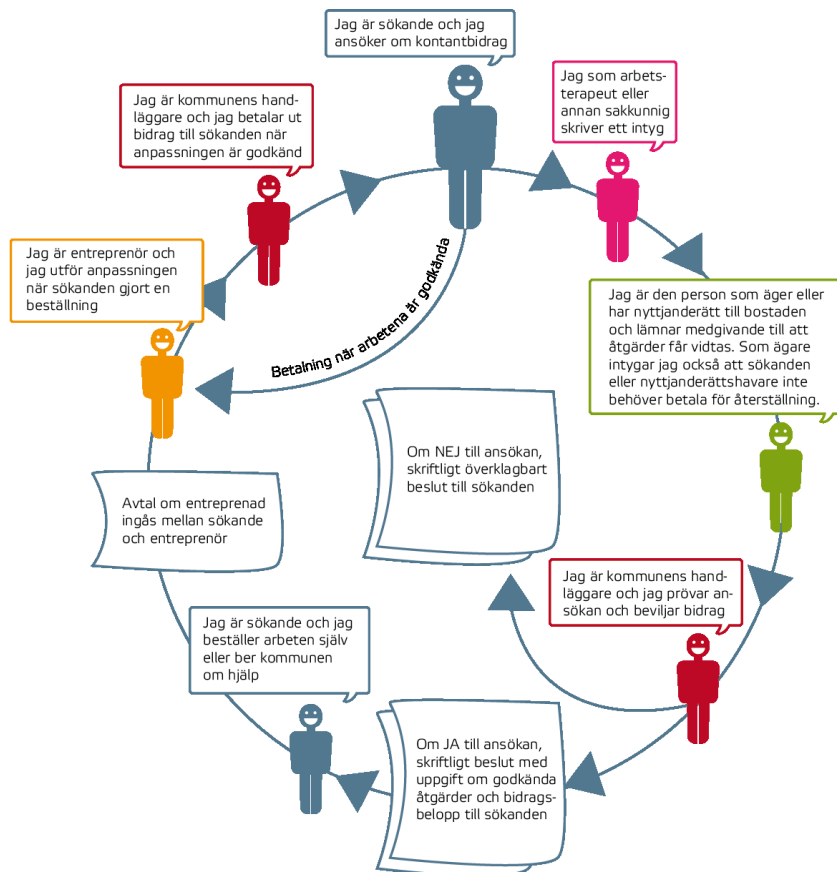 Jag är sökande och jag
ansöker om kontantbidrag
Jag som arbets-
terapeut eller
annan sakkunnig
skriver ett intyg
Jag är den person som äger eller
har nyttjanderätt till bostaden
och lämnar medgivande till att
åtgärder får vidtas. Som ägare
intygar jag också att sökanden
eller nyttjanderättshavare inte
behöver betala för återställning.
Jag är kommunens hand-
läggare och jag prövar an-
sökan och beviljar bidrag
Om NEJ till ansökan,
skriftligt överklagbart
beslut till sökanden
Om JA till ansökan,
skriftligt beslut med
uppgift om godkända
åtgärder och bidrags-
belopp till sökanden
Jag är sökande och jag
beställer arbeten själv
eller ber kommunen
om hjälp
Avtal om entreprenad
ingås mellan sökande
och entreprenör
Jag är entreprenör och
jag utför anpassningen
när sökanden gjort en
beställning
Jag är kommunens hand-
läggare och jag betalar ut
bidrag till sökanden när
anpassningen är godkänd
Betalning när arbetena är godkända